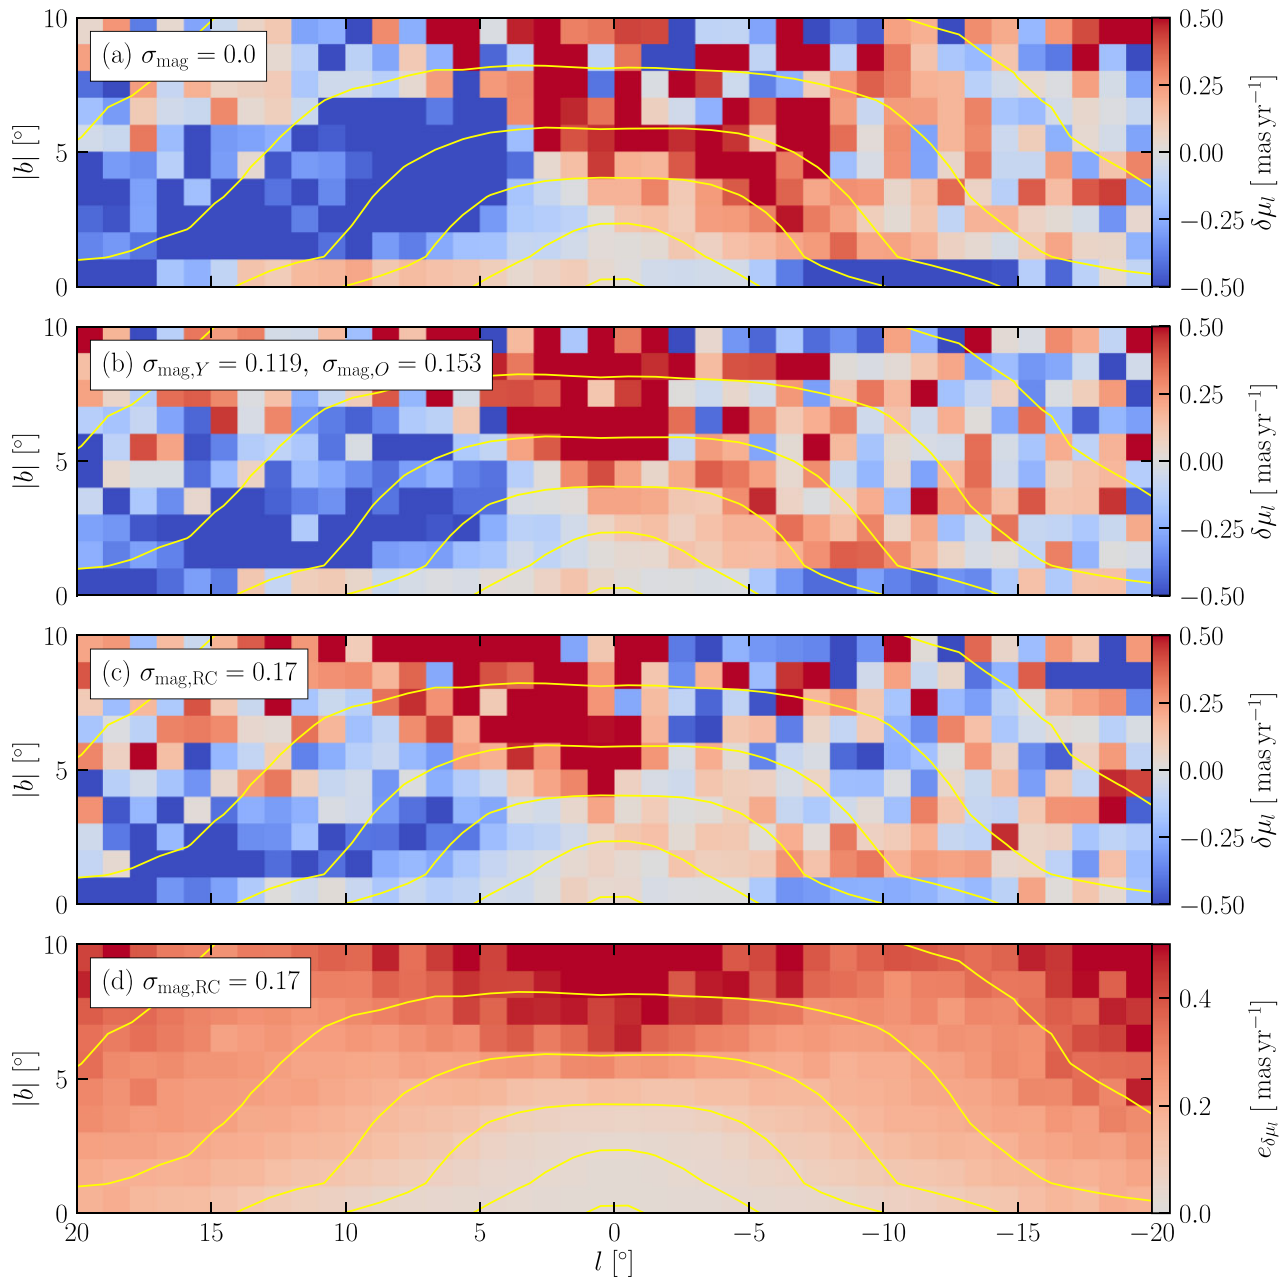 (a) σ_mag = 0.0
10
5
0
|b| [°]
0.50
0.25
0.00
−0.25
−0.50
δμ_l [ mas yr⁻¹]
(b) σ_mag,Y = 0.119, σ_mag,O = 0.153
10
5
0
|b| [°]
0.50
0.25
0.00
−0.25
−0.50
δμ_l [ mas yr⁻¹]
(c) σ_mag,RC = 0.17
10
5
0
|b| [°]
0.50
0.25
0.00
−0.25
−0.50
δμ_l [ mas yr⁻¹]
(d) σ_mag,RC = 0.17
10
5
0
|b| [°]
0.4
0.2
0.0
e_δμ_l [ mas yr⁻¹]
20 15 10 5 0 −5 −10 −15 −20
l [°]